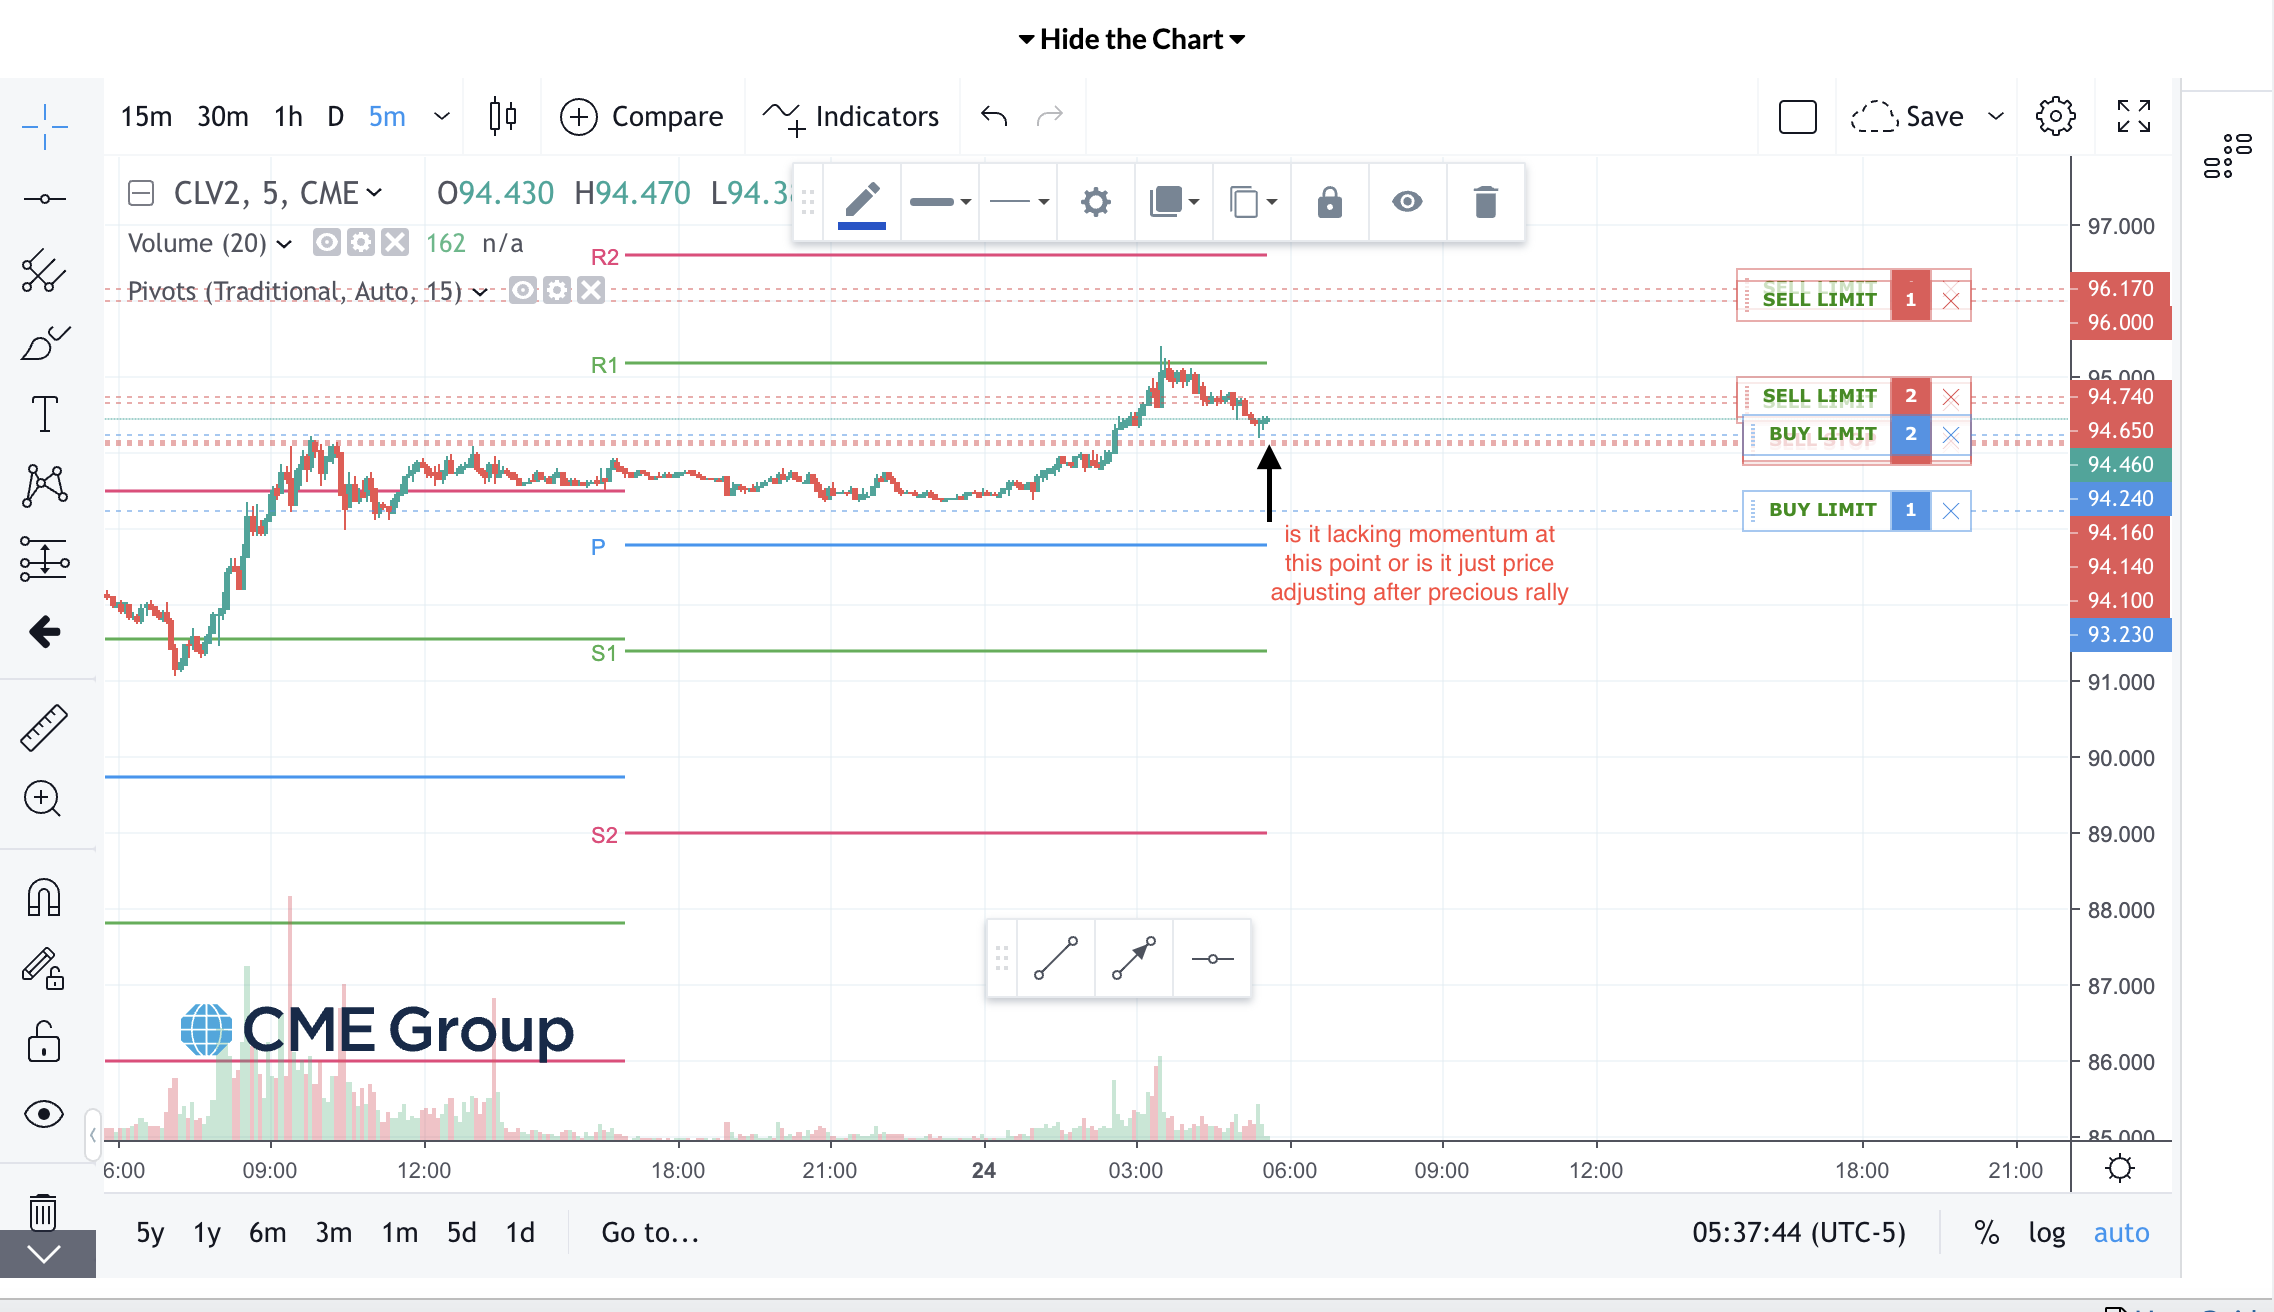 Hide the Chart
15m 30m 1h D 5m Compare Indicators Save
CLV2, 5, CME O94.430 H94.470 L94.3
Volume (20) 162 n/a
Pivots (Traditional, Auto, 15)
R2
R1
P
S1
S2
SELL LIMIT 1
SELL LIMIT 2
BUY LIMIT 2
BUY LIMIT 1
is it lacking momentum at
this point or is it just price
adjusting after precious rally
97.000
96.170
96.000
95.000
94.740
94.650
94.460
94.240
94.160
94.140
94.100
93.230
91.000
90.000
89.000
88.000
87.000
86.000
85.000
CME Group
6:00 09:00 12:00 18:00 21:00 24 03:00 06:00 09:00 12:00 18:00 21:00
5y 1y 6m 3m 1m 5d 1d Go to... 05:37:44 (UTC-5) % log auto